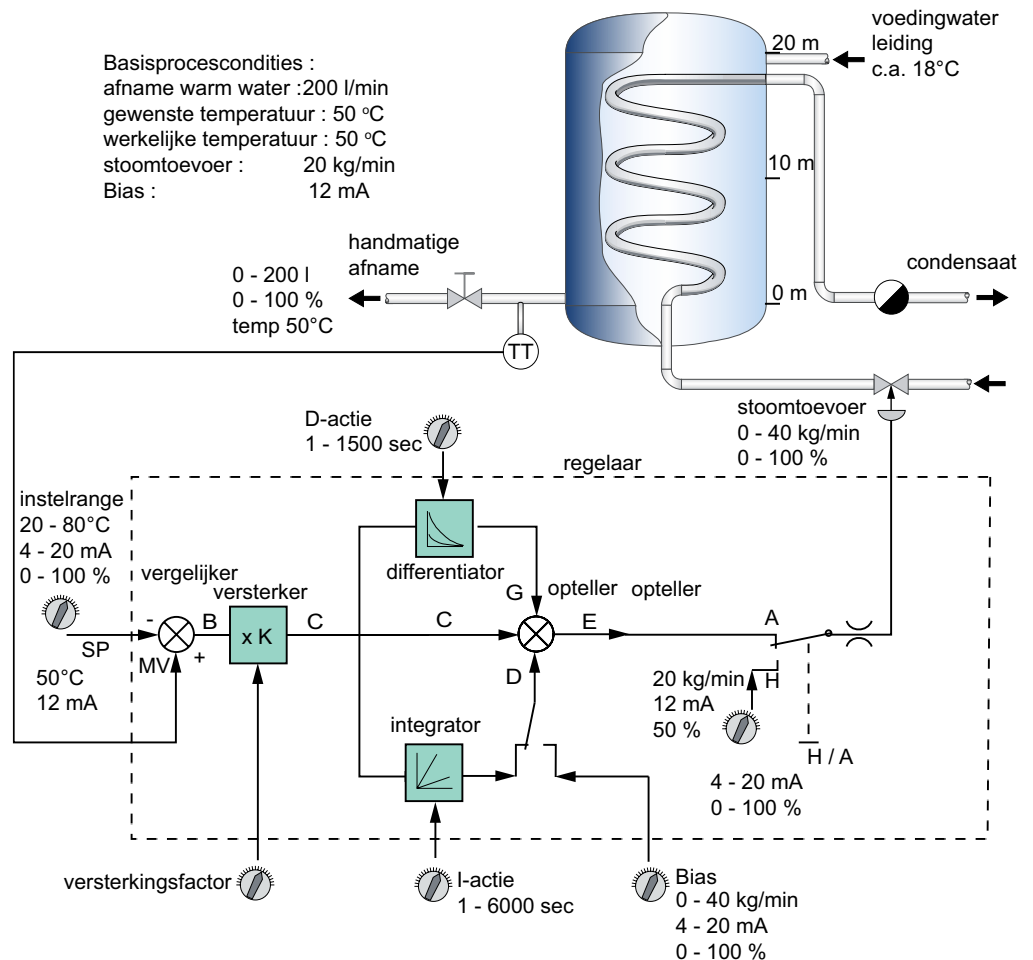 Basisprocescondities :
afname warm water :200 l/min
gewenste temperatuur : 50 °C
werkelijke temperatuur : 50 °C
stoomtoevoer : 20 kg/min
Bias : 12 mA
voedingwater
leiding
c.a. 18°C
20 m
10 m
0 m
handmatige
afname
0 - 200 l
0 - 100 %
temp 50°C
condensaat
TT
stoomtoevoer
0 - 40 kg/min
0 - 100 %
D-actie
1 - 1500 sec
regelaar
instelrange
20 - 80°C
4 - 20 mA
0 - 100 %
vergelijker
versterker
differentiator
opteller
opteller
-
B
x K
C
C
G
E
A
SP
MV
+
D
H
50°C
12 mA
20 kg/min
12 mA
50 %
integrator
H / A
4 - 20 mA
0 - 100 %
versterkingsfactor
I-actie
1 - 6000 sec
Bias
0 - 40 kg/min
4 - 20 mA
0 - 100 %